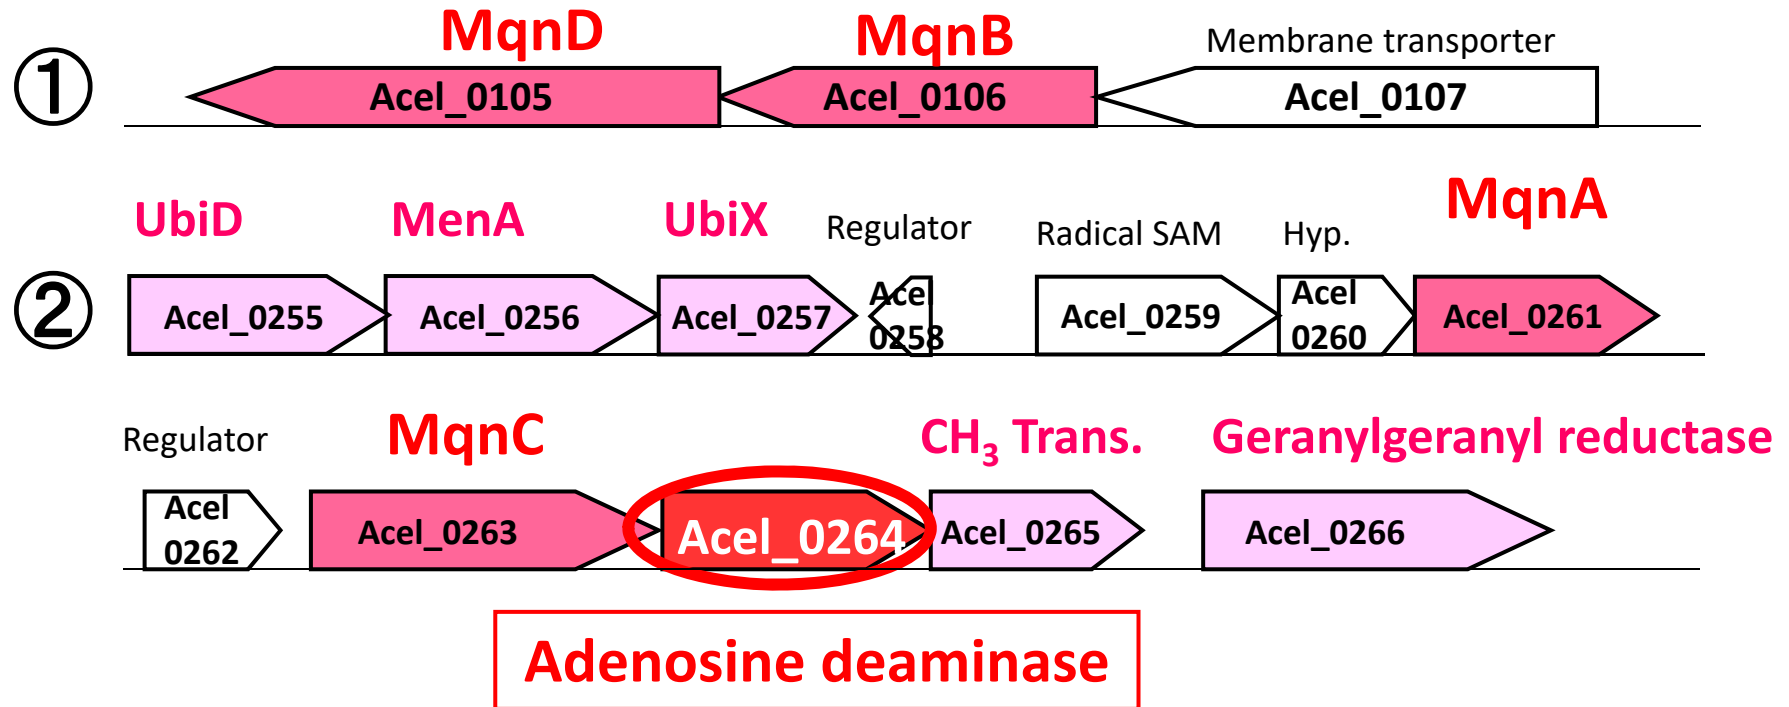 ①
MqnD MqnB Membrane transporter
Acel_0105 Acel_0106 Acel_0107
②
UbiD MenA UbiX Regulator Radical SAM Hyp. MqnA
Acel_0255 Acel_0256 Acel_0257 Acel 0258 Acel_0259 Acel 0260 Acel_0261
Regulator MqnC CH₃ Trans. Geranylgeranyl reductase
Acel 0262 Acel_0263 Acel_0264 Acel_0265 Acel_0266
Adenosine deaminase